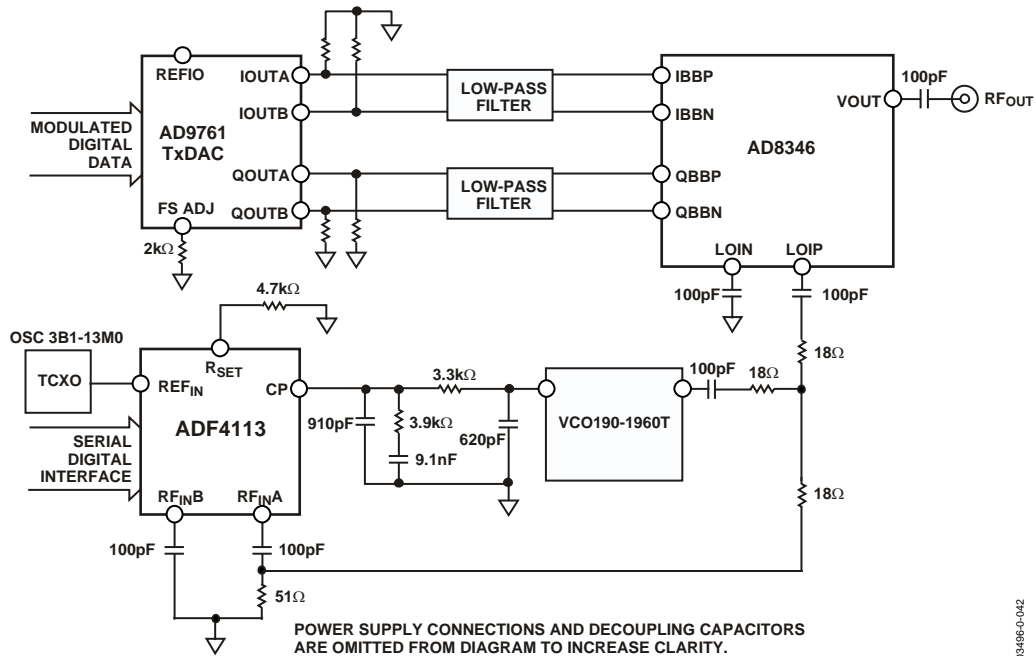 REFIO
IOUTA
IOUTB
QOUTA
QOUTB
FS ADJ
AD9761
TxDAC
MODULATED
DIGITAL
DATA
2kΩ
LOW-PASS
FILTER
LOW-PASS
FILTER
IBBP
IBBN
QBBP
QBBN
AD8346
VOUT
100pF
RFOUT
LOIN
LOIP
100pF
100pF
18Ω
4.7kΩ
OSC 3B1-13M0
TCXO
RSET
REFIN
CP
ADF4113
SERIAL
DIGITAL
INTERFACE
RFINB
RFINA
910pF
3.9kΩ
9.1nF
3.3kΩ
620pF
VCO190-1960T
100pF
18Ω
18Ω
100pF
100pF
51Ω
POWER SUPPLY CONNECTIONS AND DECOUPLING CAPACITORS
ARE OMITTED FROM DIAGRAM TO INCREASE CLARITY.
03496-0-042